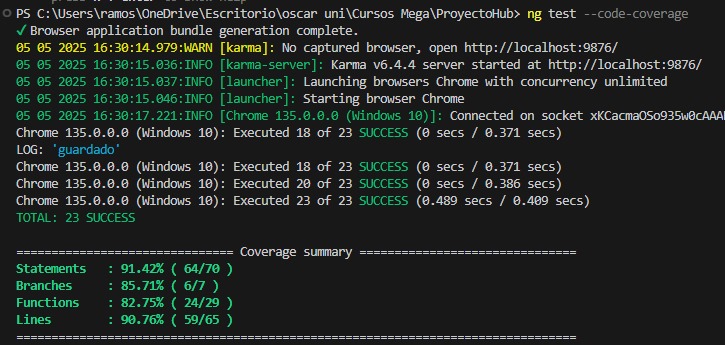 PS C:\Users\ramos\OneDrive\Escritorio\oscar uni\Cursos Mega\ProyectoHub> ng test --code-coverage
✓ Browser application bundle generation complete.
05 05 2025 16:30:14.979:WARN [karma]: No captured browser, open http://localhost:9876/
05 05 2025 16:30:15.036:INFO [karma-server]: Karma v6.4.4 server started at http://localhost:9876/
05 05 2025 16:30:15.037:INFO [launcher]: Launching browsers Chrome with concurrency unlimited
05 05 2025 16:30:15.046:INFO [launcher]: Starting browser Chrome
05 05 2025 16:30:17.221:INFO [Chrome 135.0.0.0 (Windows 10)]: Connected on socket
Chrome 135.0.0.0 (Windows 10): Executed 18 of 23 SUCCESS (0 secs / 0.371 secs)
LOG: 'guardado'
Chrome 135.0.0.0 (Windows 10): Executed 18 of 23 SUCCESS (0 secs / 0.371 secs)
Chrome 135.0.0.0 (Windows 10): Executed 20 of 23 SUCCESS (0 secs / 0.386 secs)
Chrome 135.0.0.0 (Windows 10): Executed 23 of 23 SUCCESS (0.489 secs / 0.409 secs)
TOTAL: 23 SUCCESS
=============================== Coverage summary ===============================
Statements   : 91.42% ( 64/70 )
Branches     : 85.71% ( 6/7 )
Functions    : 82.75% ( 24/29 )
Lines        : 90.76% ( 59/65 )
================================================================================